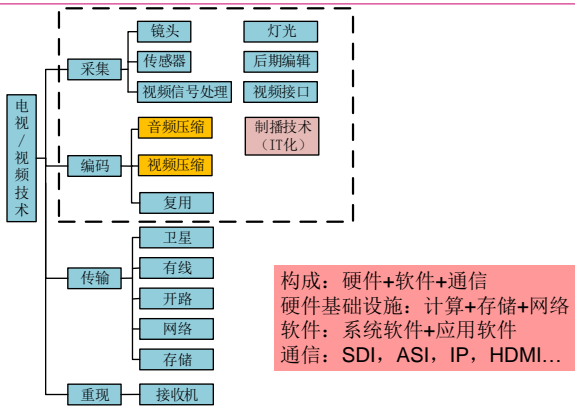 电视/视频技术
采集
镜头
传感器
视频信号处理
灯光
后期编辑
视频接口
编码
音频压缩
视频压缩
复用
制播技术
（IT化）
传输
卫星
有线
开路
网络
存储
重现
接收机
构成：硬件+软件+通信
硬件基础设施：计算+存储+网络
软件：系统软件+应用软件
通信：SDI，ASI，IP，HDMI…